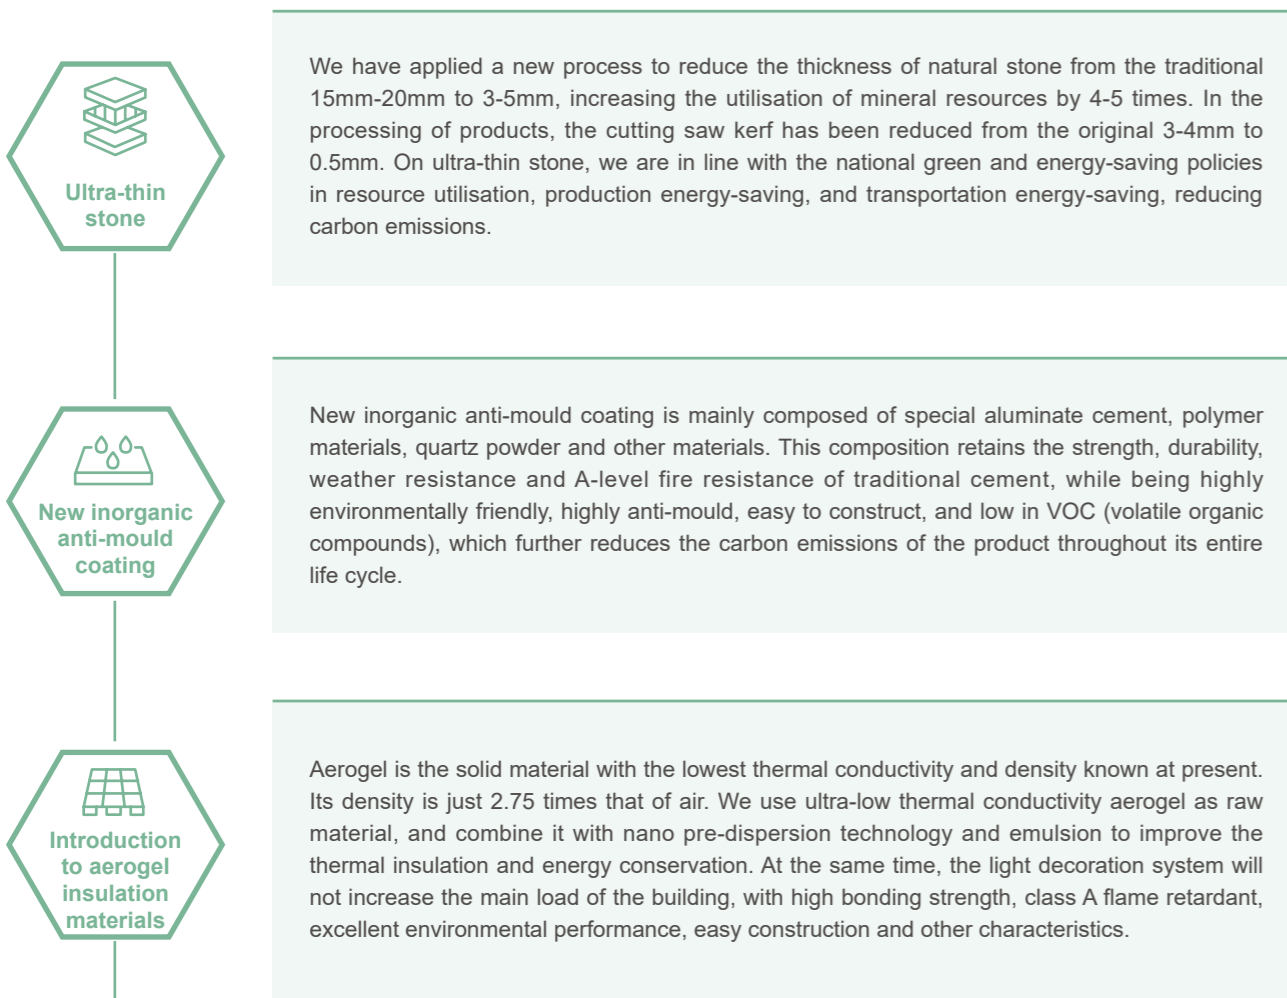 Ultra-thin
stone
We have applied a new process to reduce the thickness of natural stone from the traditional
15mm-20mm to 3-5mm, increasing the utilisation of mineral resources by 4-5 times. In the
processing of products, the cutting saw kerf has been reduced from the original 3-4mm to
0.5mm. On ultra-thin stone, we are in line with the national green and energy-saving policies
in resource utilisation, production energy-saving, and transportation energy-saving, reducing
carbon emissions.
New inorganic
anti-mould
coating
New inorganic anti-mould coating is mainly composed of special aluminate cement, polymer
materials, quartz powder and other materials. This composition retains the strength, durability,
weather resistance and A-level fire resistance of traditional cement, while being highly
environmentally friendly, highly anti-mould, easy to construct, and low in VOC (volatile organic
compounds), which further reduces the carbon emissions of the product throughout its entire
life cycle.
Introduction
to aerogel
insulation
materials
Aerogel is the solid material with the lowest thermal conductivity and density known at present.
Its density is just 2.75 times that of air. We use ultra-low thermal conductivity aerogel as raw
material, and combine it with nano pre-dispersion technology and emulsion to improve the
thermal insulation and energy conservation. At the same time, the light decoration system will
not increase the main load of the building, with high bonding strength, class A flame retardant,
excellent environmental performance, easy construction and other characteristics.